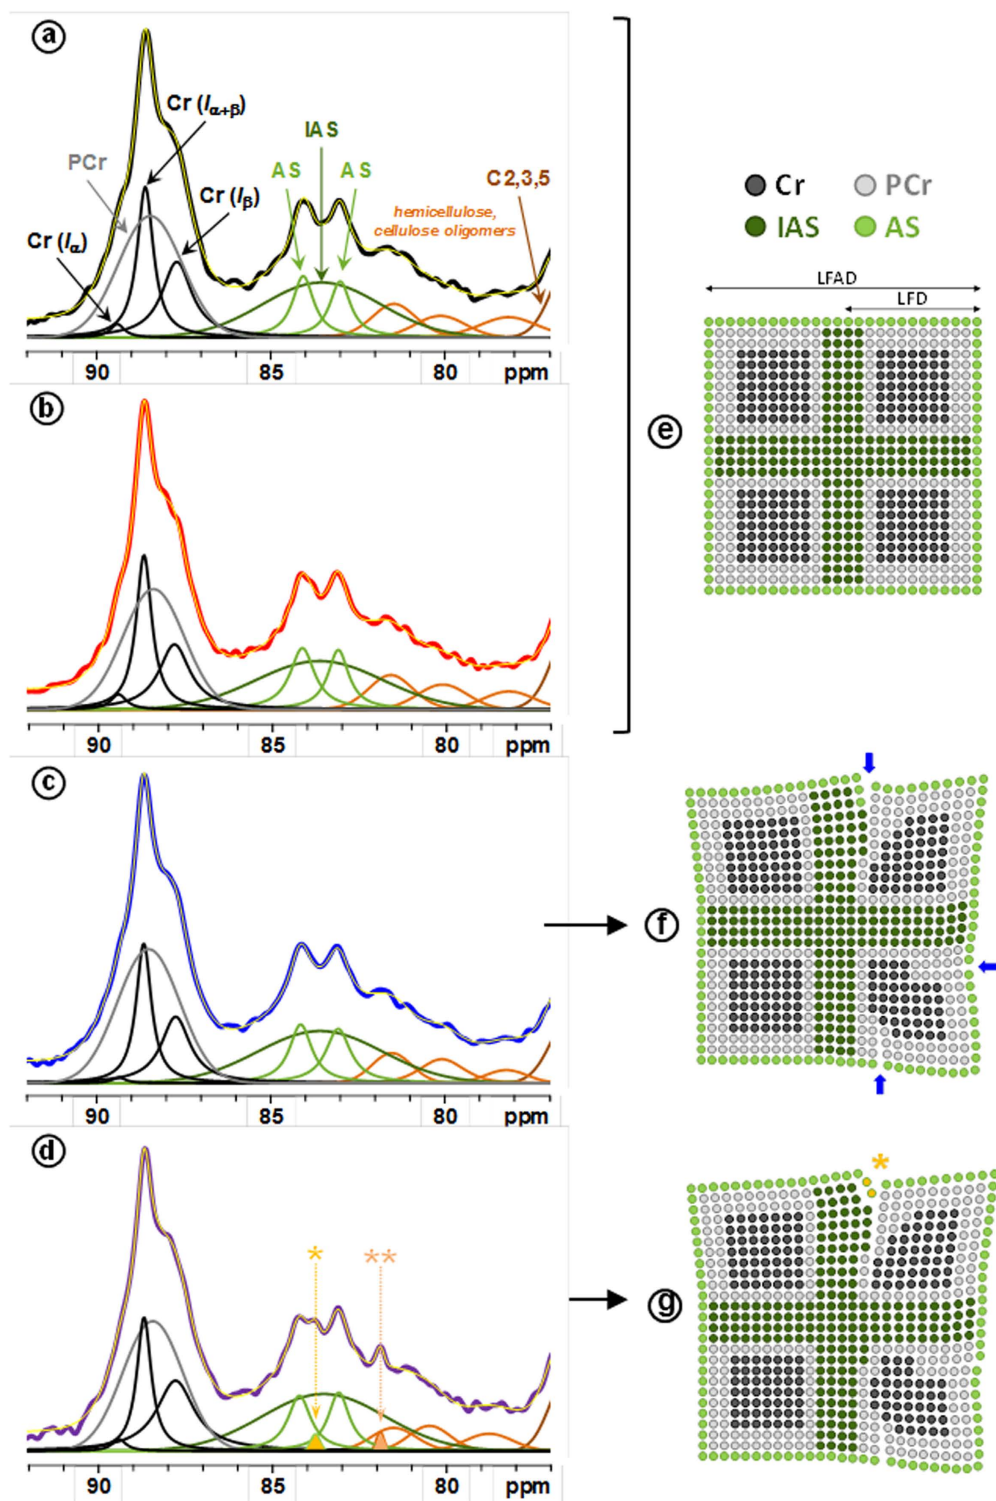 a
Cr (Iα+β)
PCr
Cr (Iβ)
Cr (Iα)
IAS
AS
AS
C2,3,5
hemicellulose,
cellulose oligomers
90 85 80 ppm
b
90 85 80 ppm
c
90 85 80 ppm
d
*
**
90 85 80 ppm
Cr PCr
IAS AS
LFAD
LFD
e
f
*
g